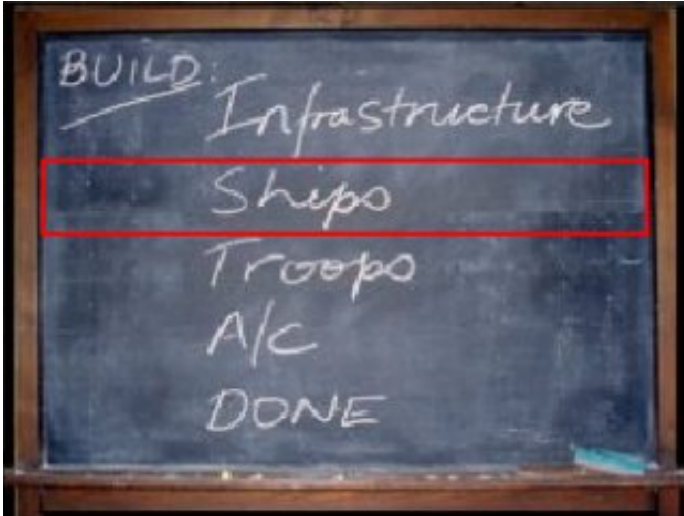 BUILD:
Infrastructure
Ships
Troops
A/C
DONE